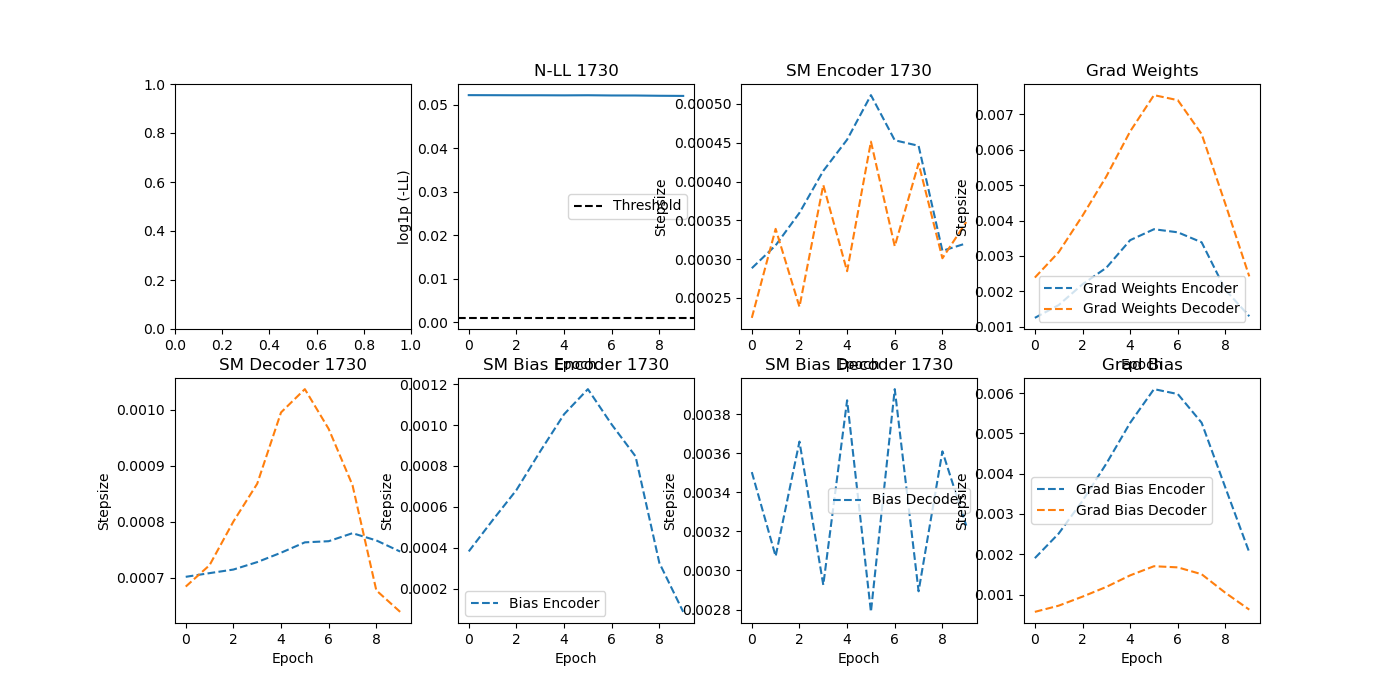 N-LL 1730
SM Encoder 1730
Grad Weights
1.0
0.8
0.6
0.4
0.2
0.0
0.0 0.2 0.4 0.6 0.8 1.0
log1p (-LL)
0.05
0.04
0.03
0.02
0.01
0.00
Threshold
0 2 4 6 8
Epoch
Stepsize
0.00050
0.00045
0.00040
0.00035
0.00030
0.00025
0 2 4 6 8
Epoch
Stepsize
0.007
0.006
0.005
0.004
0.003
0.002
0.001
Grad Weights Encoder
Grad Weights Decoder
0 2 4 6 8
Epoch
SM Decoder 1730
SM Bias Encoder 1730
SM Bias Decoder 1730
Grad Bias
Stepsize
0.0010
0.0009
0.0008
0.0007
0 2 4 6 8
Epoch
Stepsize
0.0012
0.0010
0.0008
0.0006
0.0004
0.0002
Bias Encoder
0 2 4 6 8
Epoch
Stepsize
0.0038
0.0036
0.0034
0.0032
0.0030
0.0028
Bias Decoder
0 2 4 6 8
Epoch
Stepsize
0.006
0.005
0.004
0.003
0.002
0.001
Grad Bias Encoder
Grad Bias Decoder
0 2 4 6 8
Epoch